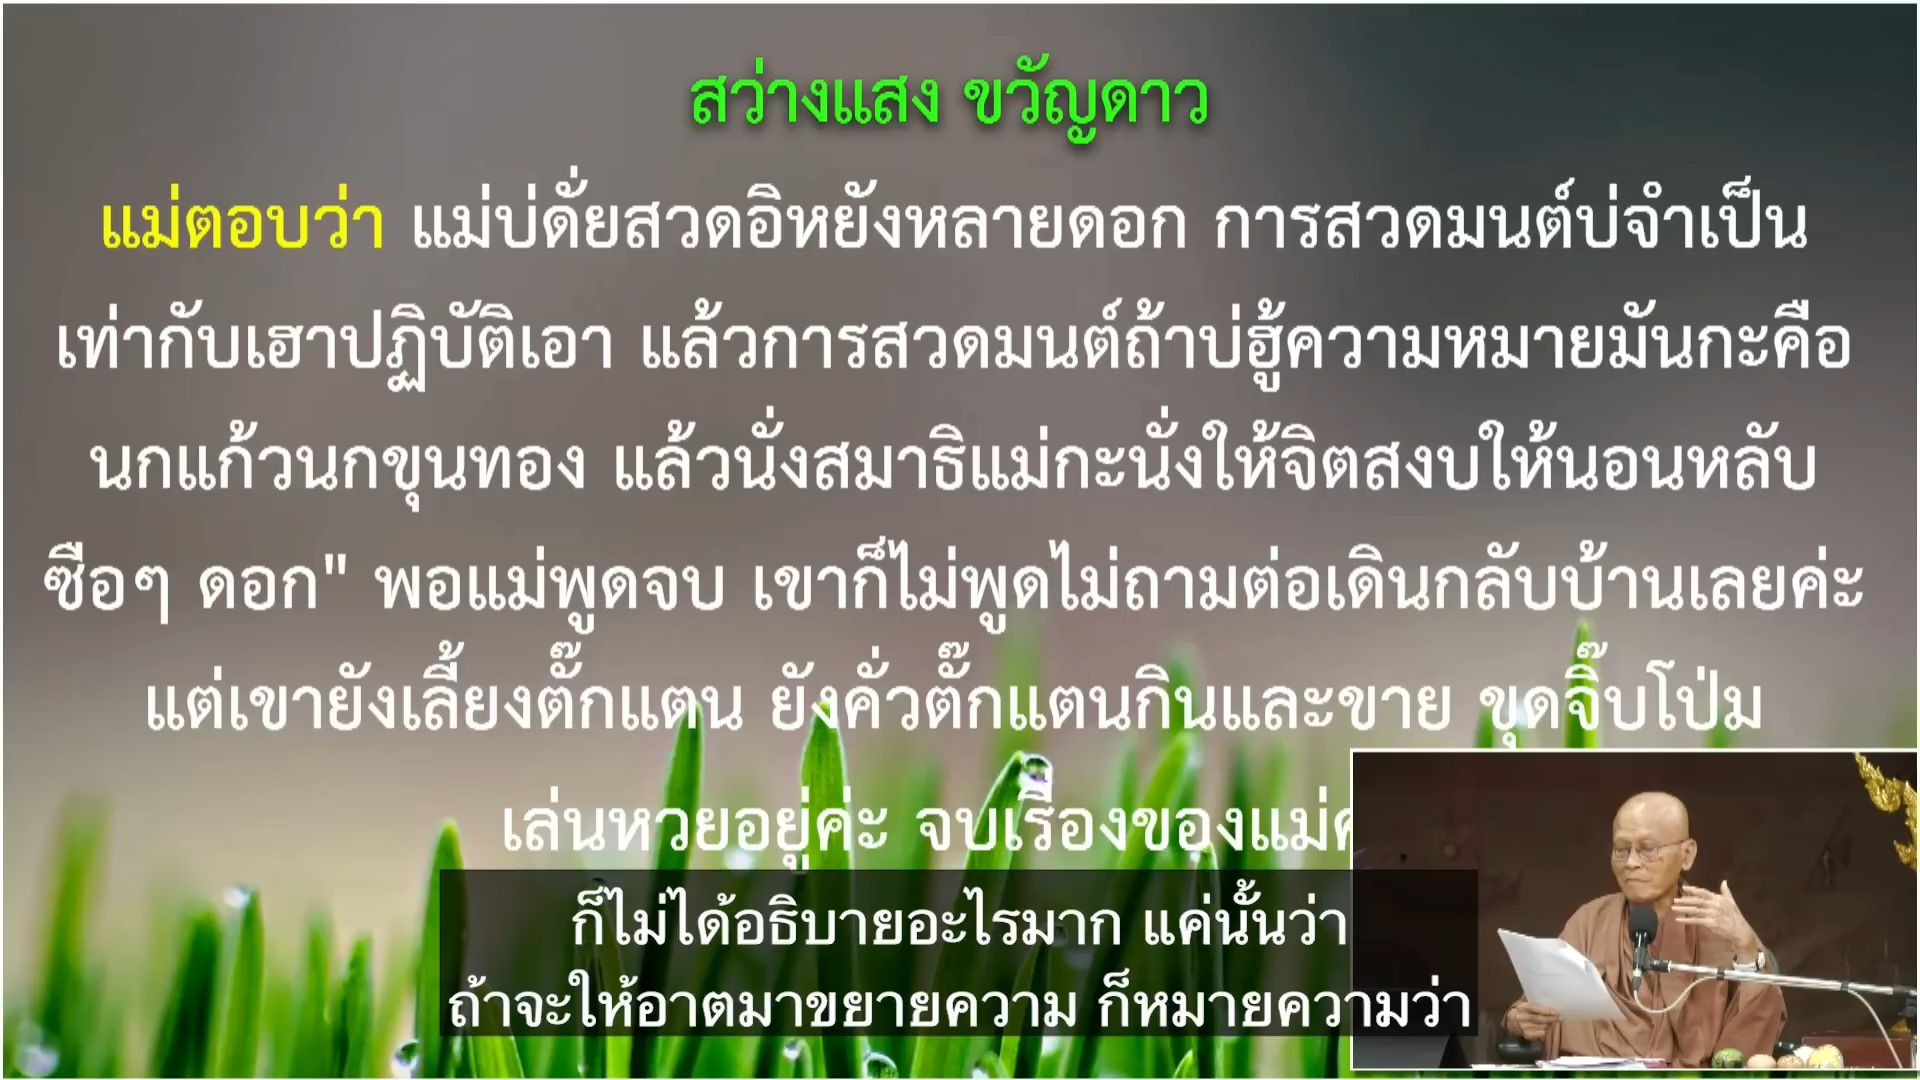 สว่างแสง ขวัญดาว
แม่ตอบว่า แม่บ่ดั่ยสวดอิหยังหลายดอก การสวดมนต์บ่จำเป็น
เท่ากับเฮาปฏิบัติเอา แล้วการสวดมนต์ถ้าบ่ฮู้ความหมายมันกะคือ
นกแก้วนกขุนทอง แล้วนั่งสมาธิแม่กะนั่งให้จิตสงบให้นอนหลับ
ซือๆ ดอก" พอแม่พูดจบ เขาก็ไม่พูดไม่ถามต่อเดินกลับบ้านเลยค่ะ
แต่เขายังเลี้ยงตั๊กแตน ยังคั่วตั๊กแตนกินและขาย ขุดจิ๊บโป่ม
เล่นหวยอยู่ค่ะ จบเรื่องของแม่
ก็ไม่ได้อธิบายอะไรมาก แค่นั้นว่า
ถ้าจะให้อาตมาขยายความ ก็หมายความว่า